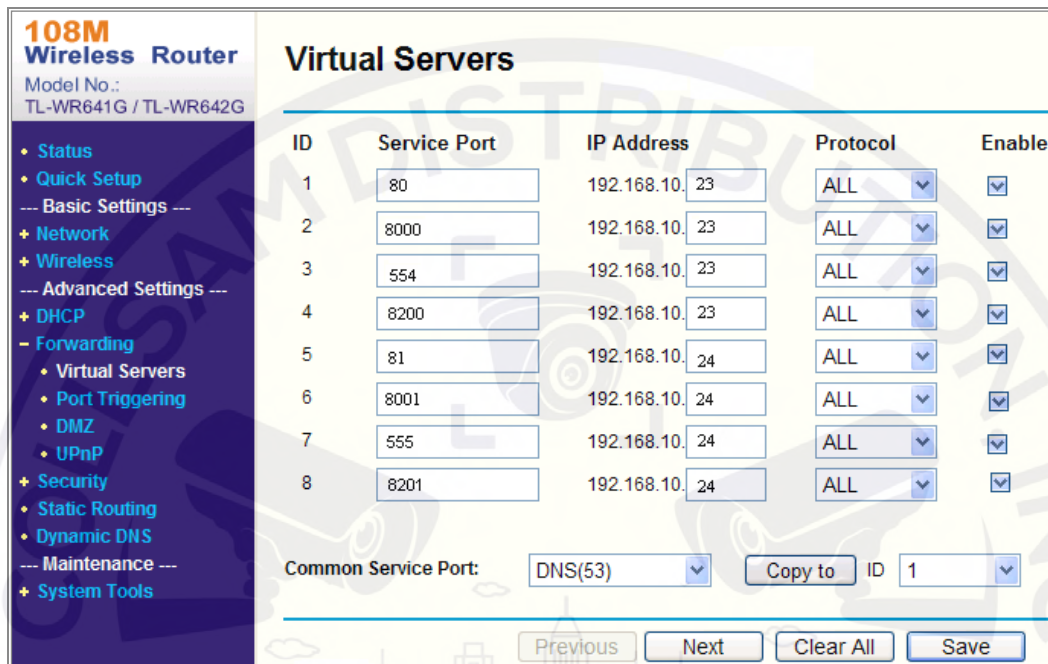 108M
Wireless Router
Model No.:
TL-WR641G / TL-WR642G
Status
Quick Setup
--- Basic Settings ---
+ Network
+ Wireless
--- Advanced Settings ---
+ DHCP
− Forwarding
Virtual Servers
Port Triggering
DMZ
UPnP
+ Security
Static Routing
Dynamic DNS
--- Maintenance ---
+ System Tools
Virtual Servers
ID Service Port IP Address Protocol Enable
1 80 192.168.10. 23 ALL
2 8000 192.168.10. 23 ALL
3 554 192.168.10. 23 ALL
4 8200 192.168.10. 23 ALL
5 81 192.168.10. 24 ALL
6 8001 192.168.10. 24 ALL
7 555 192.168.10. 24 ALL
8 8201 192.168.10. 24 ALL
Common Service Port: DNS(53) Copy to ID 1
Previous Next Clear All Save